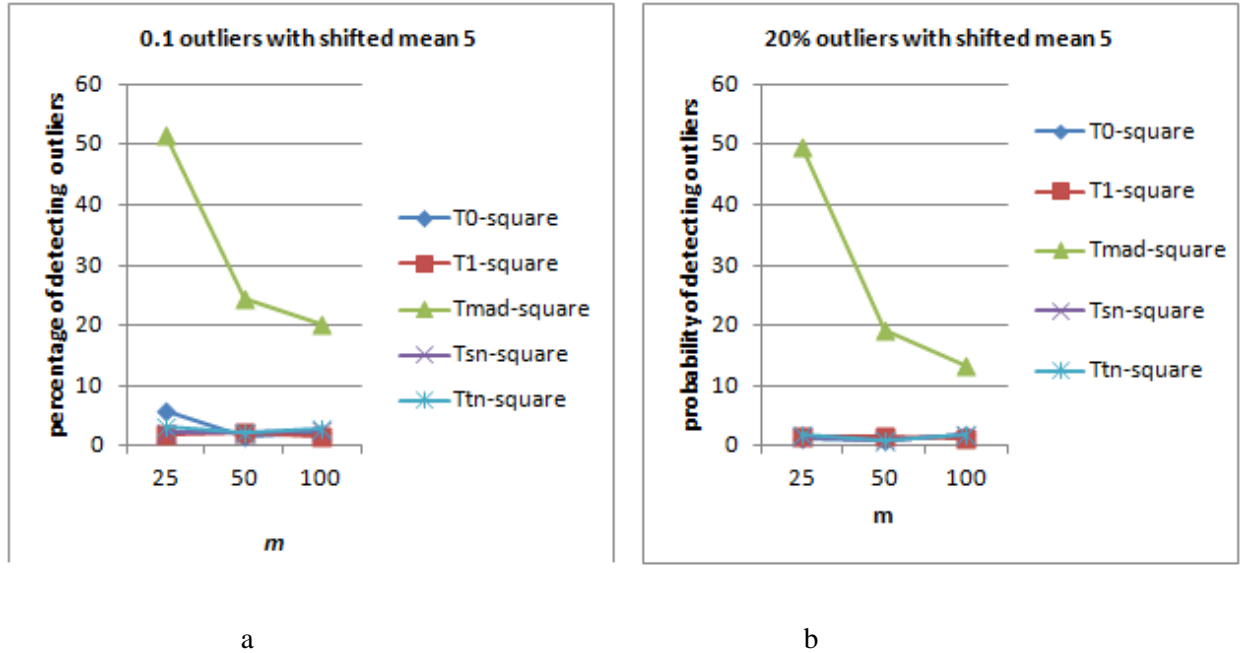 0.1 outliers with shifted mean 5
percentage of detecting outliers
60
50
40
30
20
10
0
25 50 100
m
T0-square
T1-square
Tmad-square
Tsn-square
Ttn-square
20% outliers with shifted mean 5
probability of detecting outliers
60
50
40
30
20
10
0
25 50 100
m
T0-square
T1-square
Tmad-square
Tsn-square
Ttn-square
a b